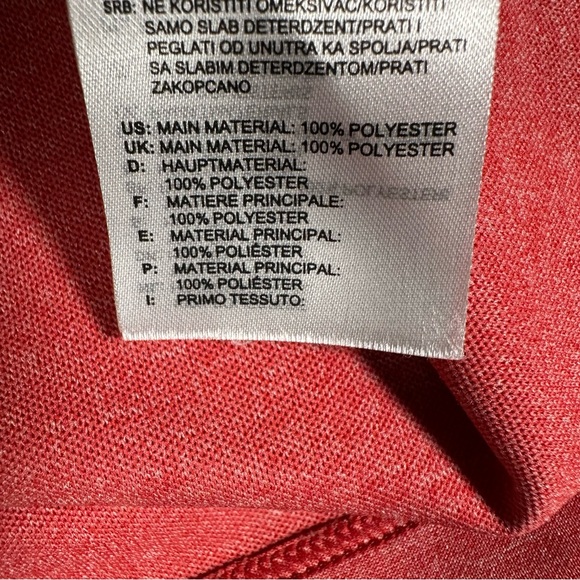 SRB: NE KORISTITI OMEKSIVAC/KORISTITI
SAMO SLAB DETERDZENT/PRATI I
PEGLATI OD UNUTRA KA SPOLJA/PRATI
SA SLABIM DETERDZENTOM/PRATI
ZAKOPCANO
US: MAIN MATERIAL: 100% POLYESTER
UK: MAIN MATERIAL: 100% POLYESTER
D: HAUPTMATERIAL:
100% POLYESTER
F: MATIERE PRINCIPALE:
100% POLYESTER
E: MATERIAL PRINCIPAL:
100% POLIÉSTER
P: MATERIAL PRINCIPAL:
100% POLIÉSTER
I: PRIMO TESSUTO: